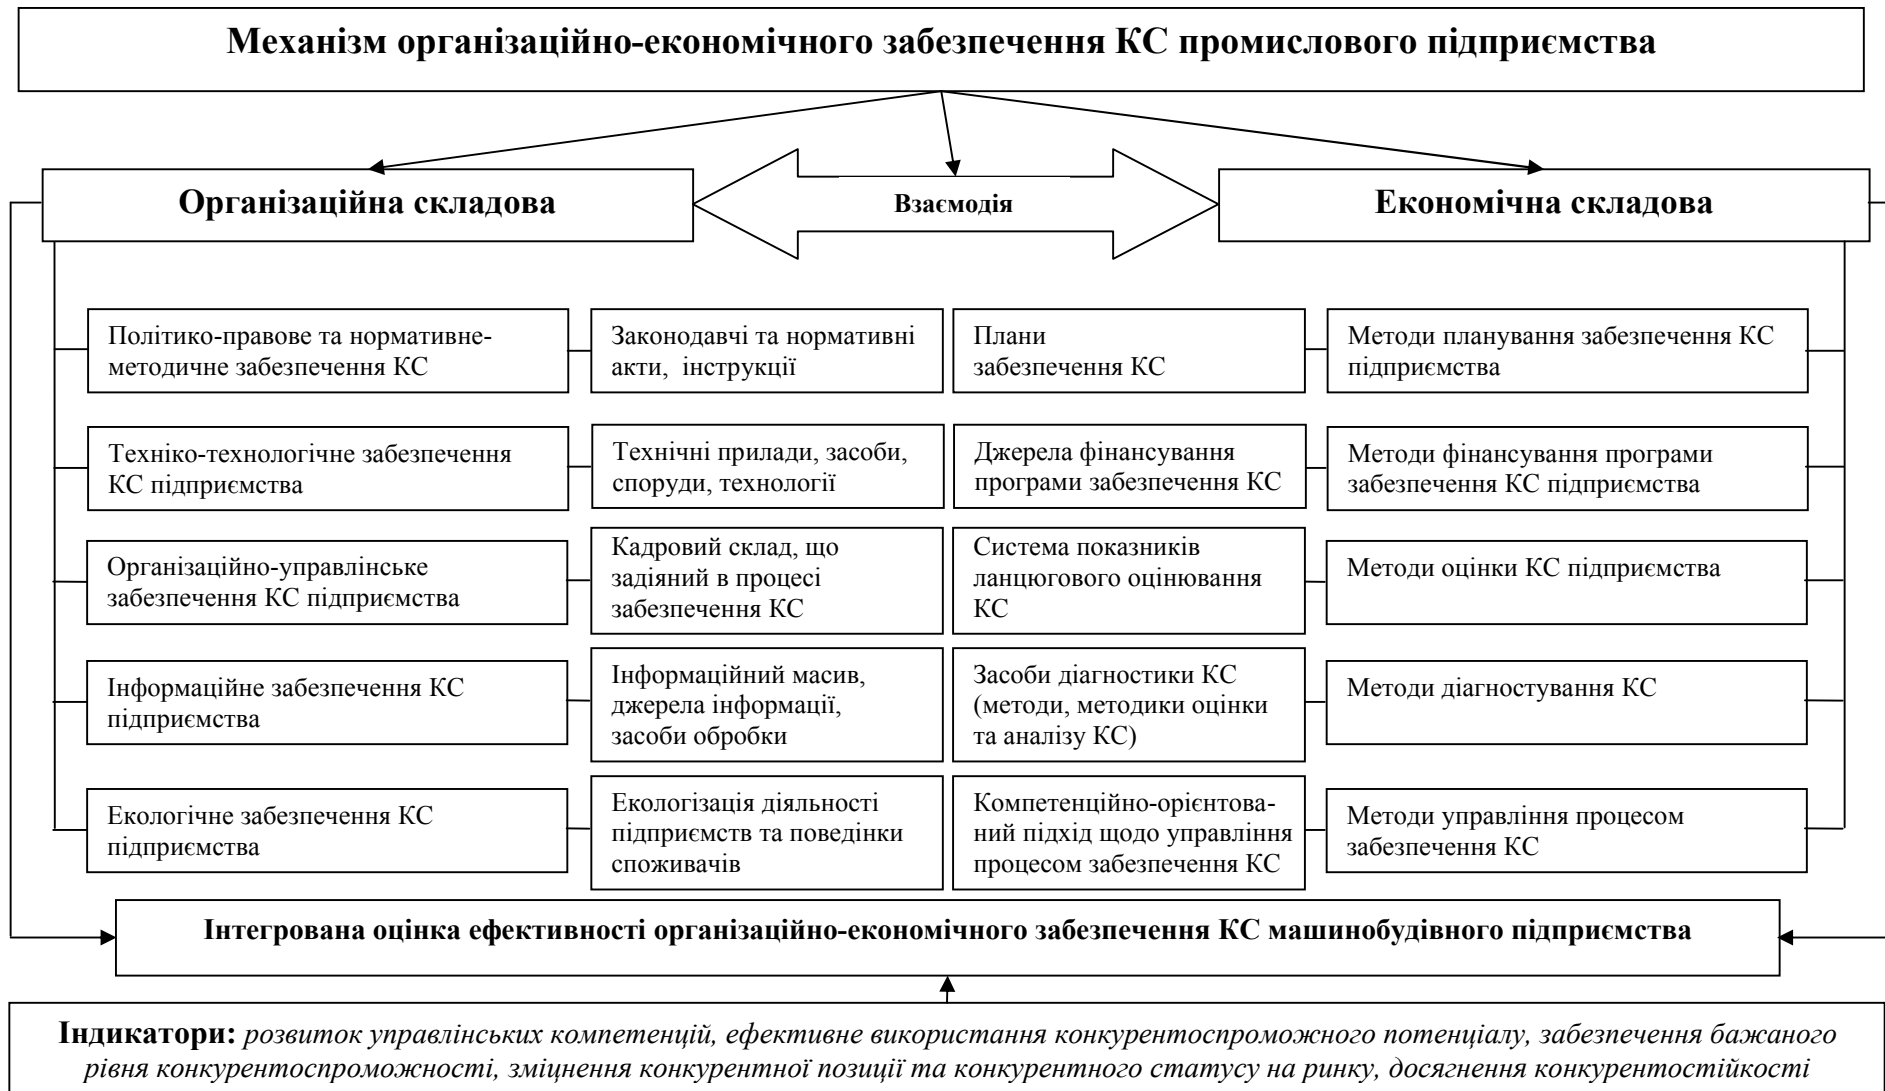 Механізм організаційно-економічного забезпечення КС промислового підприємства
Організаційна складова
Взаємодія
Економічна складова
Політико-правове та нормативне-
методичне забезпечення КС
Законодавчі та нормативні
акти, інструкції
Плани
забезпечення КС
Методи планування забезпечення КС
підприємства
Техніко-технологічне забезпечення
КС підприємства
Технічні прилади, засоби,
споруди, технології
Джерела фінансування
програми забезпечення КС
Методи фінансування програми
забезпечення КС підприємства
Організаційно-управлінське
забезпечення КС підприємства
Кадровий склад, що
задіяний в процесі
забезпечення КС
Система показників
ланцюгового оцінювання
КС
Методи оцінки КС підприємства
Інформаційне забезпечення КС
підприємства
Інформаційний масив,
джерела інформації,
засоби обробки
Засоби діагностики КС
(методи, методики оцінки
та аналізу КС)
Методи діагностування КС
Екологічне забезпечення КС
підприємства
Екологізація діяльності
підприємств та поведінки
споживачів
Компетенційно-орієнтова-
ний підхід щодо управління
процесом забезпечення КС
Методи управління процесом
забезпечення КС
Інтегрована оцінка ефективності організаційно-економічного забезпечення КС машинобудівного підприємства
Індикатори: розвиток управлінських компетенцій, ефективне використання конкурентоспроможного потенціалу, забезпечення бажаного
рівня конкурентоспроможності, зміцнення конкурентної позиції та конкурентного статусу на ринку, досягнення конкурентостійкості